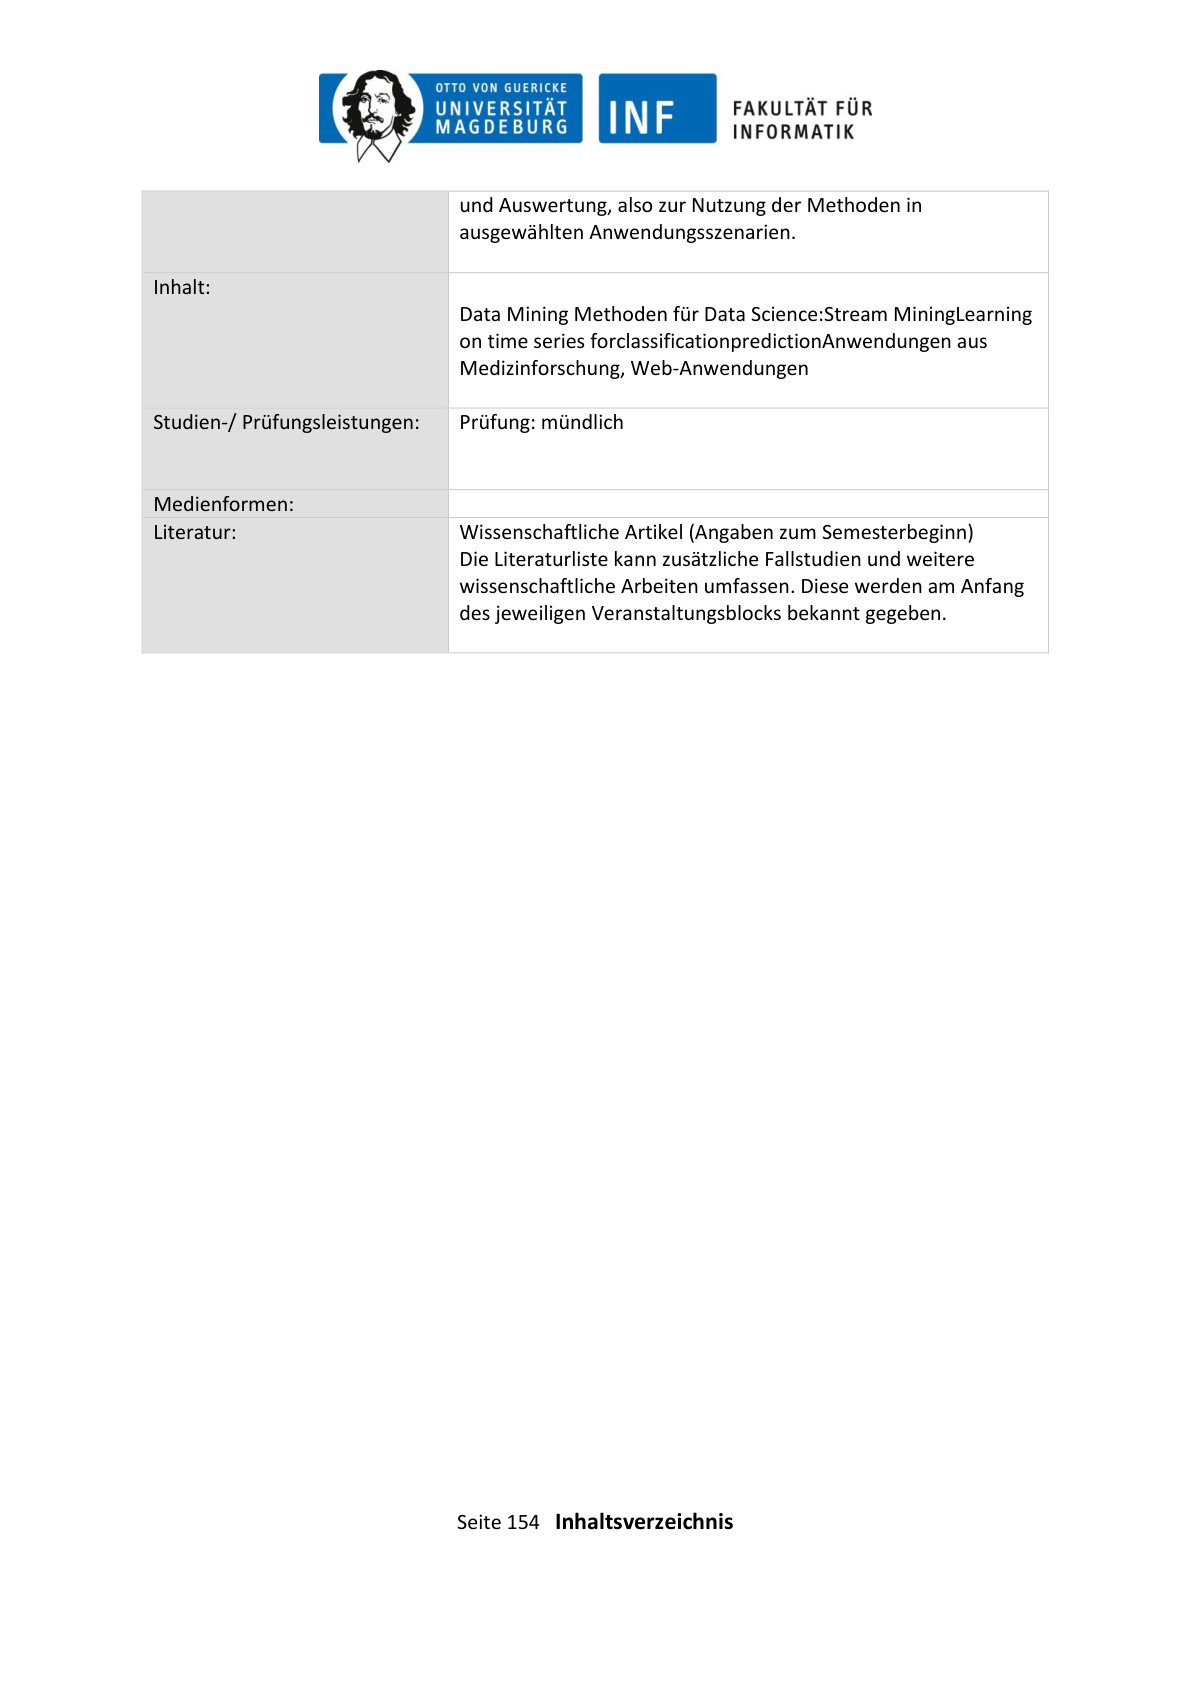 OTTO VON GUERICKE
UNIVERSITÄT
MAGDEBURG
INF
FAKULTÄT FÜR
INFORMATIK
und Auswertung, also zur Nutzung der Methoden in
ausgewählten Anwendungsszenarien.
Inhalt:
Data Mining Methoden für Data Science:Stream MiningLearning
on time series forclassificationpredictionAnwendungen aus
Medizinforschung, Web-Anwendungen
Studien-/ Prüfungsleistungen:
Prüfung: mündlich
Medienformen:
Literatur:
Wissenschaftliche Artikel (Angaben zum Semesterbeginn)
Die Literaturliste kann zusätzliche Fallstudien und weitere
wissenschaftliche Arbeiten umfassen. Diese werden am Anfang
des jeweiligen Veranstaltungsblocks bekannt gegeben.
Seite 154 Inhaltsverzeichnis